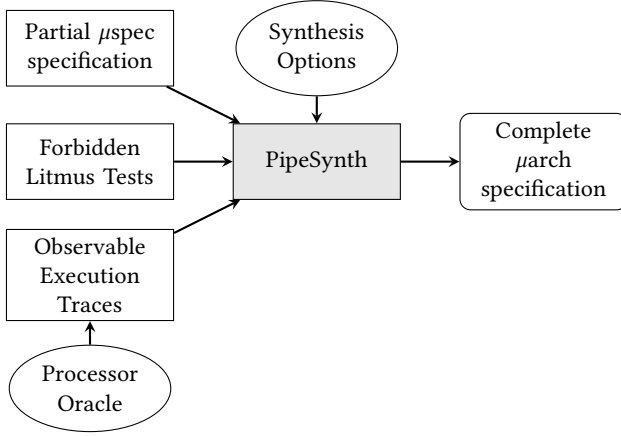 Partial μspec
specification
Synthesis
Options
Forbidden
Litmus Tests
PipeSynth
Complete
μarch
specification
Observable
Execution
Traces
Processor
Oracle